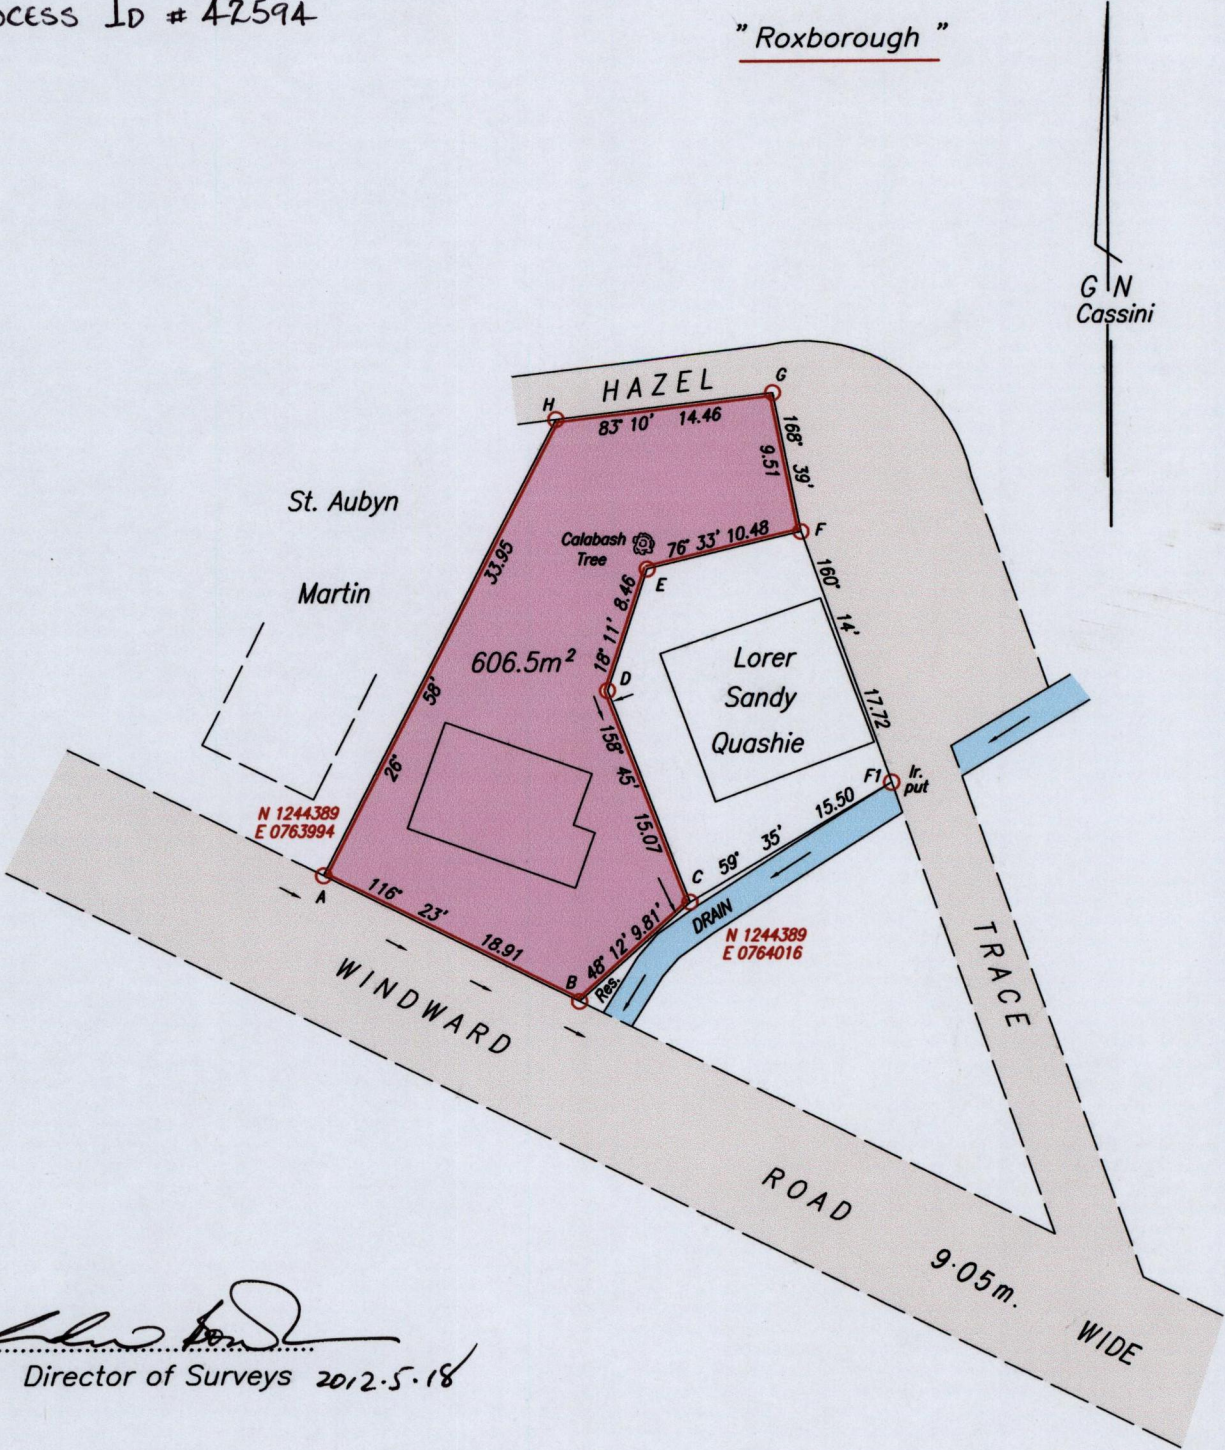 OCESS ID # 42594
" Roxborough "
G N
Cassini
HAZEL
H
G
83° 10' 14.46
168° 39'
9.51
St. Aubyn
Martin
33.95
Calabash
Tree
76° 33' 10.48
F
E
160° 14'
17.72
18° 11' 8.46
606.5m²
D
Lorer
Sandy
Quashie
58'
26°
158° 45'
15.07
F1
Ir.
put
N 1244389
E 0763994
59° 35' 15.50
C
A
116° 23'
18.91
B
48° 12' 9.81'
Res.
DRAIN
N 1244389
E 0764016
TRACE
WINDWARD
ROAD
9.05m.
WIDE
Director of Surveys 2012.5.18